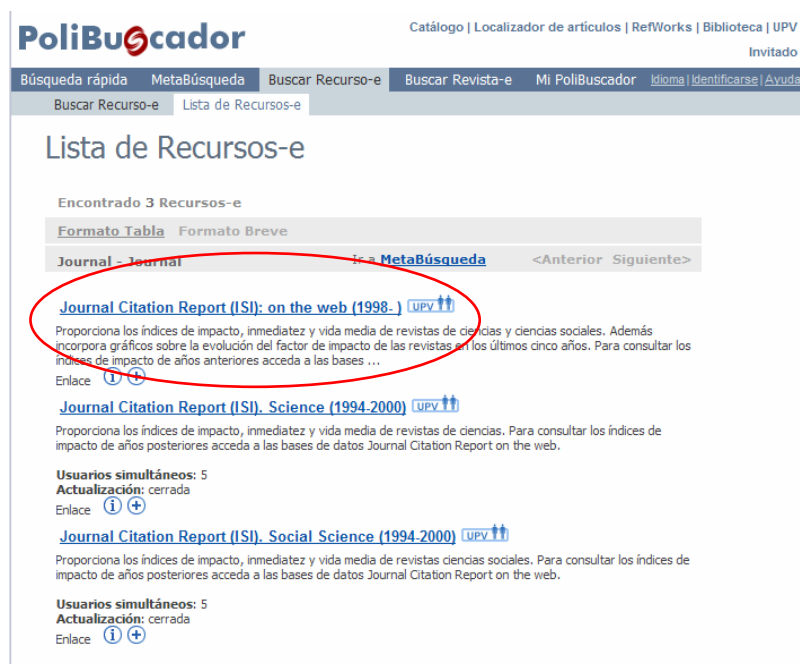 PoliBuscador
Catálogo | Localizador de artículos | RefWorks | Biblioteca | UPV
Invitado
Búsqueda rápida MetaBúsqueda Buscar Recurso-e Buscar Revista-e Mi PoliBuscador Idioma|Identificarse|Ayuda
Buscar Recurso-e Lista de Recursos-e
Lista de Recursos-e
Encontrado 3 Recursos-e
Formato Tabla Formato Breve
Journal - Journal Ir a MetaBúsqueda <Anterior Siguiente>
Journal Citation Report (ISI): on the web (1998- ) UPV
Proporciona los índices de impacto, inmediatez y vida media de revistas de ciencias y ciencias sociales. Además
incorpora gráficos sobre la evolución del factor de impacto de las revistas en los últimos cinco años. Para consultar los
índices de impacto de años anteriores acceda a las bases ...
Enlace i +
Journal Citation Report (ISI). Science (1994-2000) UPV
Proporciona los índices de impacto, inmediatez y vida media de revistas de ciencias. Para consultar los índices de
impacto de años posteriores acceda a las bases de datos Journal Citation Report on the web.
Usuarios simultáneos: 5
Actualización: cerrada
Enlace i +
Journal Citation Report (ISI). Social Science (1994-2000) UPV
Proporciona los índices de impacto, inmediatez y vida media de revistas ciencias sociales. Para consultar los índices de
impacto de años posteriores acceda a las bases de datos Journal Citation Report on the web.
Usuarios simultáneos: 5
Actualización: cerrada
Enlace i +